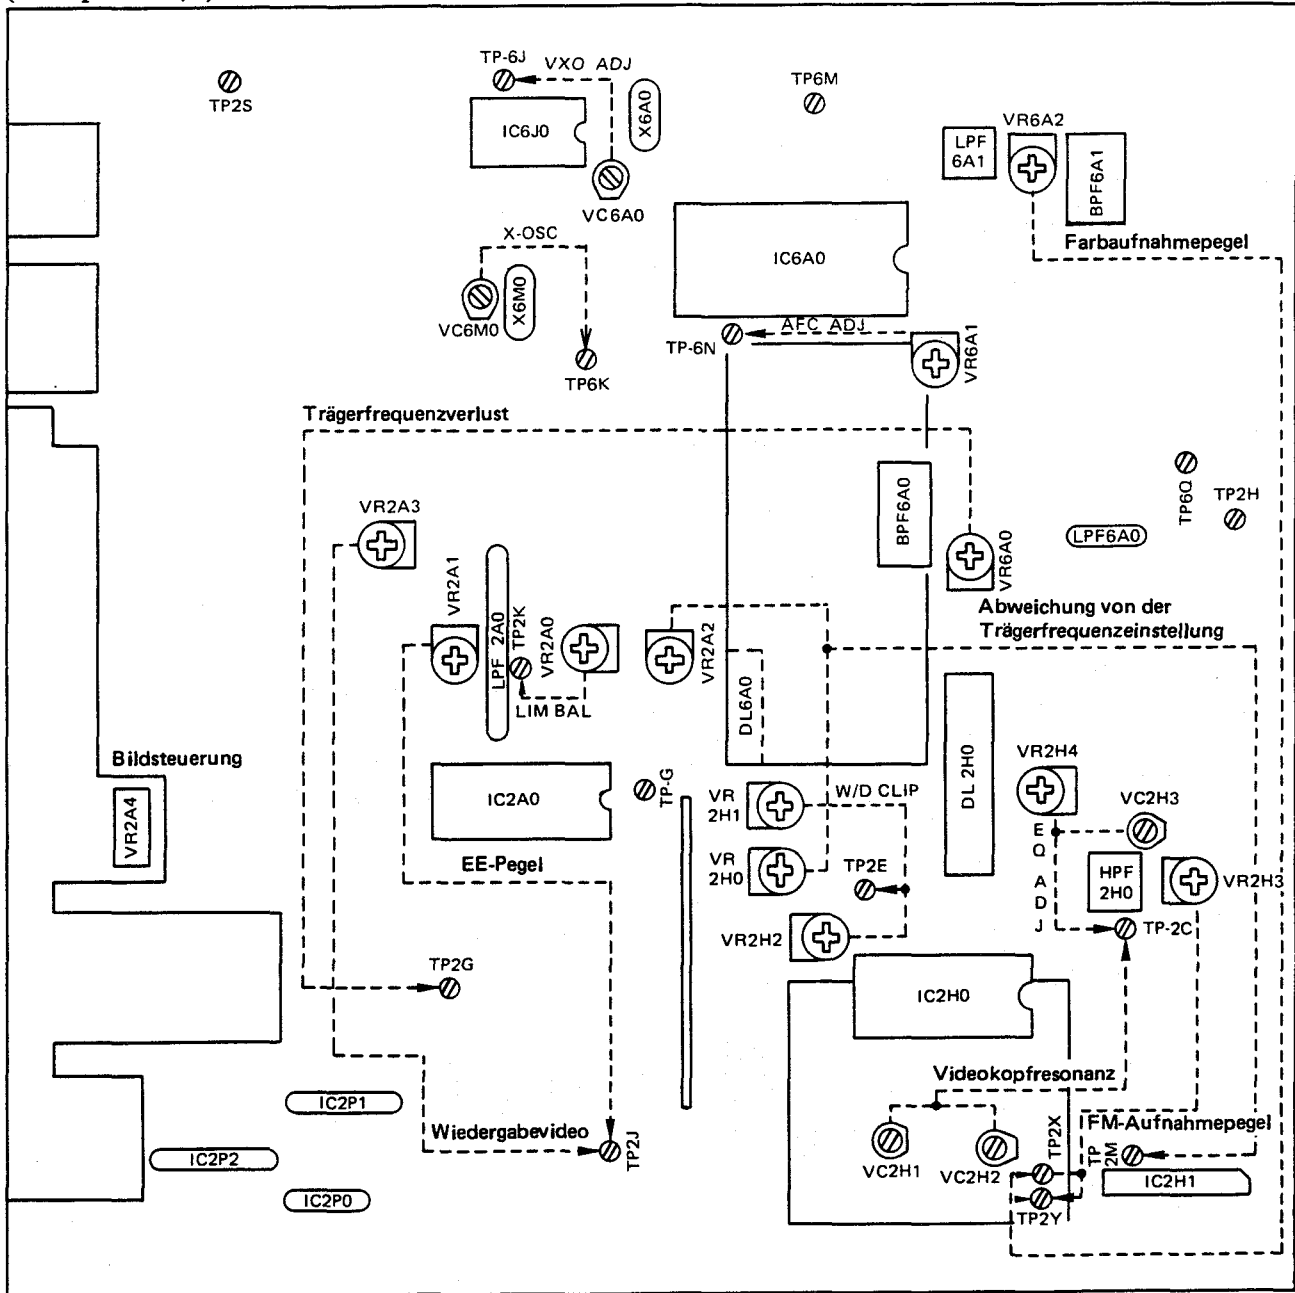 TP-6J
VXO ADJ
TP2S
IC6J0
X6A0
TP6M
VR6A2
LPF
6A1
BPF6A1
VC6A0
X-OSC
Farbaufnahmepegel
IC6A0
X6M0
VC6M0
AFC ADJ
TP-6N
VR6A1
TP6K
Trägerfrequenzverlust
BPF6A0
TP6Q
TP2H
VR2A3
LPF6A0
VR6A0
VR2A1
LPF 2A0
TP2K
VR2A0
VR2A2
Abweichung von der
Trägerfrequenzeinstellung
LIM BAL
DL6A0
DL 2H0
Bildsteuerung
VR2A4
IC2A0
TP-G
VR
2H1
W/D CLIP
VR2H4
VC2H3
EE-Pegel
VR
2H0
TP2E
EQ ADJ
HPF
2H0
VR2H3
VR2H2
TP-2C
TP2G
IC2H0
Videokopfresonanz
IC2P1
Wiedergabevideo
TP2J
TP2X
FM-Aufnahmepegel
TP
2M
IC2P2
VC2H1
VC2H2
IC2H1
IC2P0
TP2Y